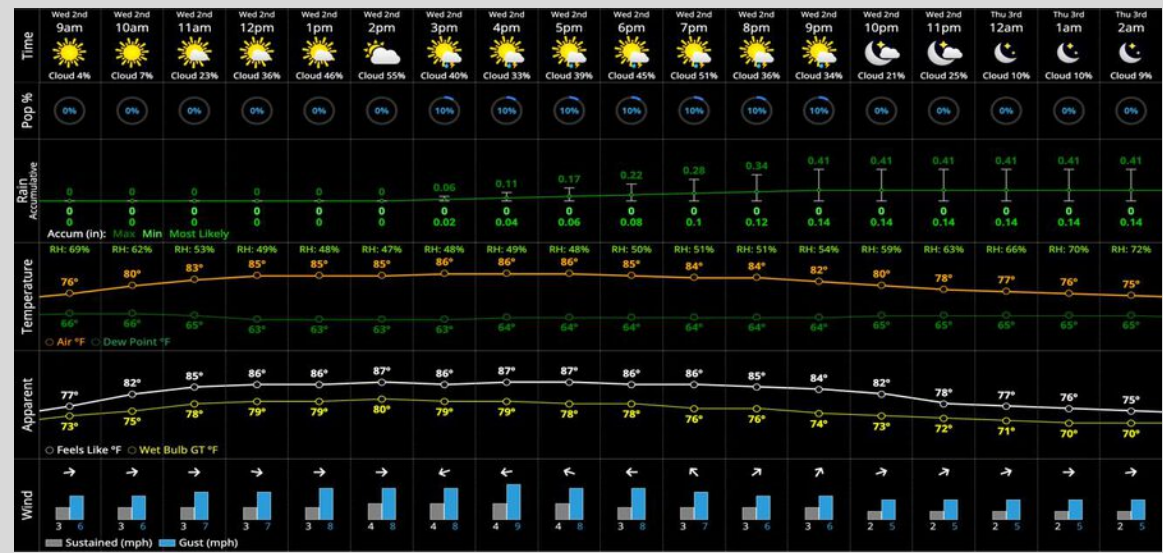 Wed 2nd Wed 2nd Wed 2nd Wed 2nd Wed 2nd Wed 2nd Wed 2nd Wed 2nd Wed 2nd Wed 2nd Wed 2nd Wed 2nd Wed 2nd Wed 2nd Wed 2nd Thu 3rd Thu 3rd Thu 3rd
9am 10am 11am 12pm 1pm 2pm 3pm 4pm 5pm 6pm 7pm 8pm 9pm 10pm 11pm 12am 1am 2am
Time
Cloud 4% Cloud 7% Cloud 23% Cloud 36% Cloud 46% Cloud 55% Cloud 40% Cloud 33% Cloud 39% Cloud 45% Cloud 51% Cloud 36% Cloud 34% Cloud 21% Cloud 25% Cloud 10% Cloud 10% Cloud 9%
Pop %
0% 0% 0% 0% 0% 0% 10% 10% 10% 10% 10% 10% 10% 0% 0% 0% 0% 0%
Rain
Accumulative
0 0 0 0 0 0 0.06 0.11 0.17 0.22 0.28 0.34 0.41 0.41 0.41 0.41 0.41 0.41
0 0 0 0 0 0 0 0 0 0 0 0 0 0 0 0 0 0
0 0 0 0 0 0 0.02 0.04 0.06 0.08 0.1 0.12 0.14 0.14 0.14 0.14 0.14 0.14
Accum (in): Max Min Most Likely
Temperature
RH: 69% RH: 62% RH: 53% RH: 49% RH: 48% RH: 47% RH: 48% RH: 49% RH: 48% RH: 50% RH: 51% RH: 51% RH: 54% RH: 59% RH: 63% RH: 66% RH: 70% RH: 72%
76° 80° 83° 85° 85° 85° 86° 86° 86° 85° 84° 84° 82° 80° 78° 77° 76° 75°
66° 66° 65° 63° 63° 63° 63° 64° 64° 64° 64° 64° 64° 65° 65° 65° 65° 65°
Air °F Dew Point °F
Apparent
77° 82° 85° 86° 86° 87° 86° 87° 87° 86° 86° 85° 84° 82° 78° 77° 76° 75°
73° 75° 78° 79° 79° 80° 79° 79° 78° 78° 76° 76° 74° 73° 72° 71° 70° 70°
Feels Like °F Wet Bulb GT °F
Wind
3 6 3 6 3 7 3 7 3 8 4 8 4 8 4 9 4 8 3 8 3 7 3 6 3 6 2 5 2 5 2 5 2 5 2 5
Sustained (mph) Gust (mph)